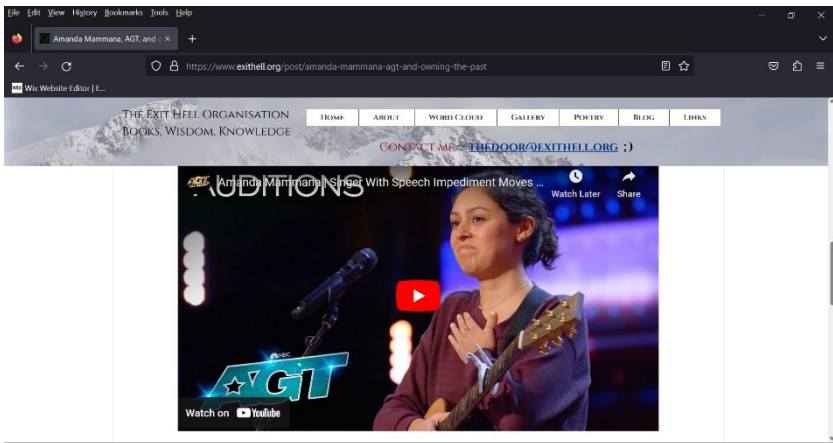 File Edit View History Bookmarks Tools Help
Amanda Mammana, AGT, and o
https://www.exithell.org/post/amanda-mammana-agt-and-owning-the-past
WIX Wix Website Editor | E...
The Exit Hell Organisation
Books, Wisdom, Knowledge
Home About Word Cloud Gallery Poetry Blog Links
Contact me ~ thedoor@exithell.org ;)
AUDITIONS
AGT Amanda Mammana | Singer With Speech Impediment Moves ...
Watch Later Share
NBC
AGT
Watch on YouTube